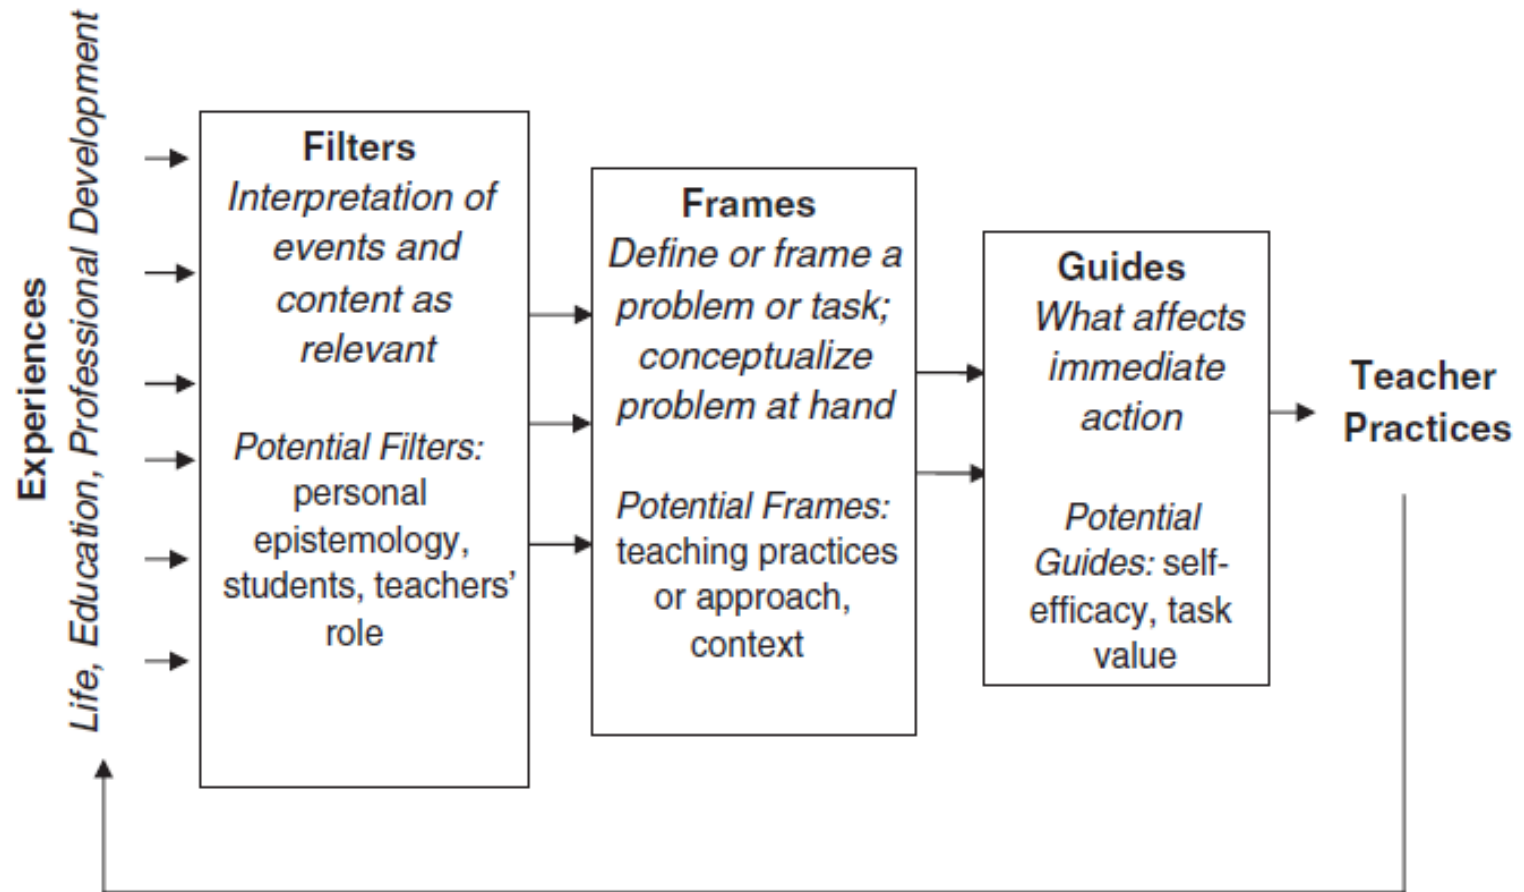 Experiences
Life, Education, Professional Development
Filters
Interpretation of
events and
content as
relevant
Potential Filters:
personal
epistemology,
students, teachers’
role
Frames
Define or frame a
problem or task;
conceptualize
problem at hand
Potential Frames:
teaching practices
or approach,
context
Guides
What affects
immediate
action
Potential
Guides: self-
efficacy, task
value
Teacher
Practices